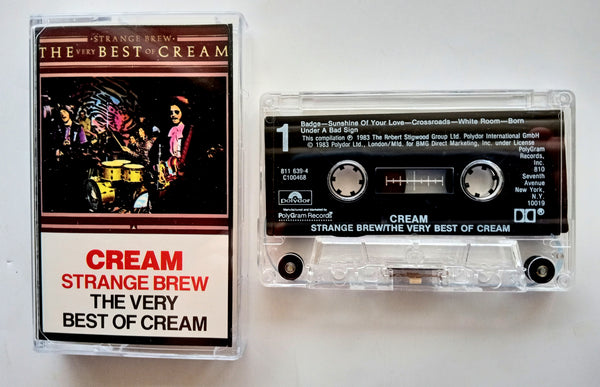 ·STRANGE BREW·
THE VERY BEST OF CREAM
CREAM
STRANGE BREW
THE VERY
BEST OF CREAM
1
Badge—Sunshine Of Your Love—Crossroads—White Room—Born
Under A Bad Sign
This compilation ℗ 1983 The Robert Stigwood Group Ltd. Polydor International GmbH
© 1983 Polydor Ltd., London/Mfd. for BMG Direct Marketing, Inc. under License
811 639-4
C100468
PolyGram
Records,
Inc.
810
Seventh
Avenue
New York,
N.Y.
10019
polydor
Manufactured and Marketed by
PolyGram Records
CREAM
STRANGE BREW/THE VERY BEST OF CREAM